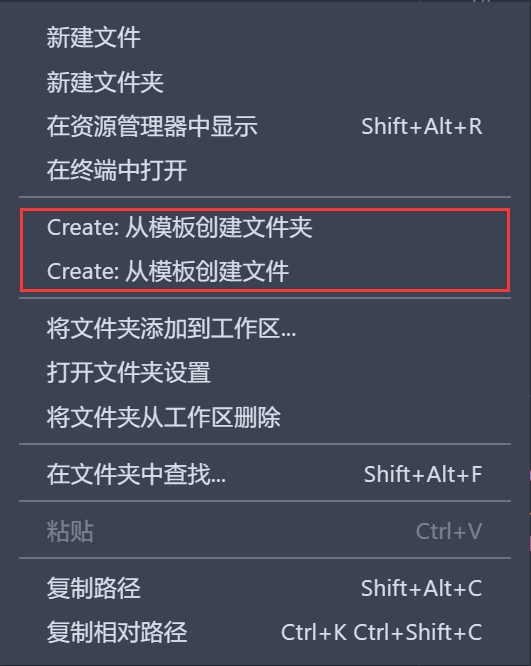 新建文件
新建文件夹
在资源管理器中显示 Shift+Alt+R
在终端中打开
Create: 从模板创建文件夹
Create: 从模板创建文件
将文件夹添加到工作区...
打开文件夹设置
将文件夹从工作区删除
在文件夹中查找... Shift+Alt+F
粘贴 Ctrl+V
复制路径 Shift+Alt+C
复制相对路径 Ctrl+K Ctrl+Shift+C